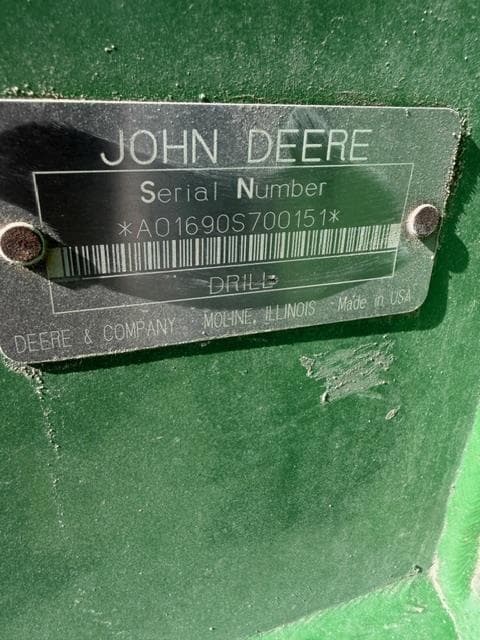 JOHN DEERE
Serial Number
*A01690S700151*
DRILL
DEERE & COMPANY MOLINE, ILLINOIS Made in USA